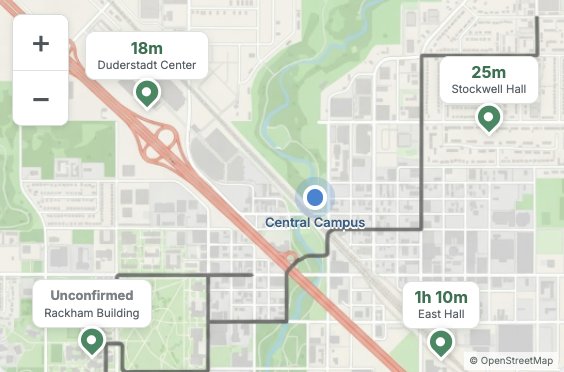 +
−
18m
Duderstadt Center
25m
Stockwell Hall
Central Campus
Unconfirmed
Rackham Building
1h 10m
East Hall
© OpenStreetMap